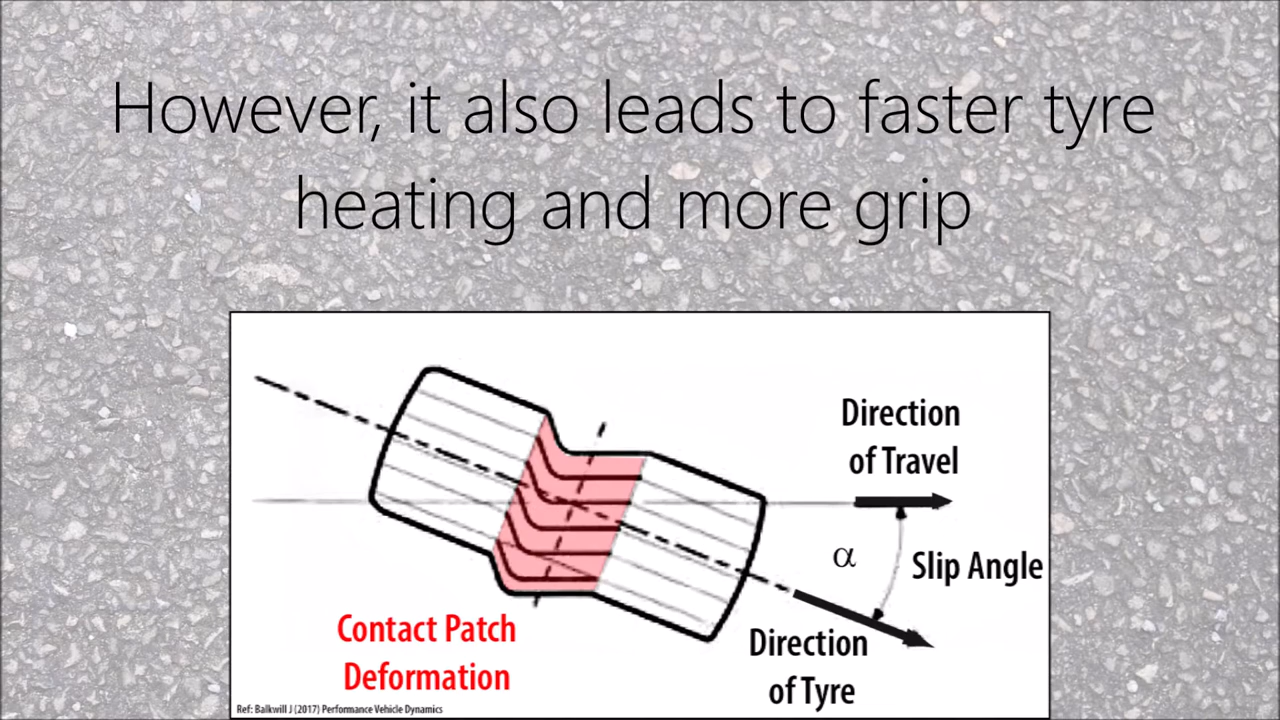 However, it also leads to faster tyre
heating and more grip
Direction
of Travel
α
Slip Angle
Contact Patch
Deformation
Direction
of Tyre
Ref: Balkwill J (2017) Performance Vehicle Dynamics